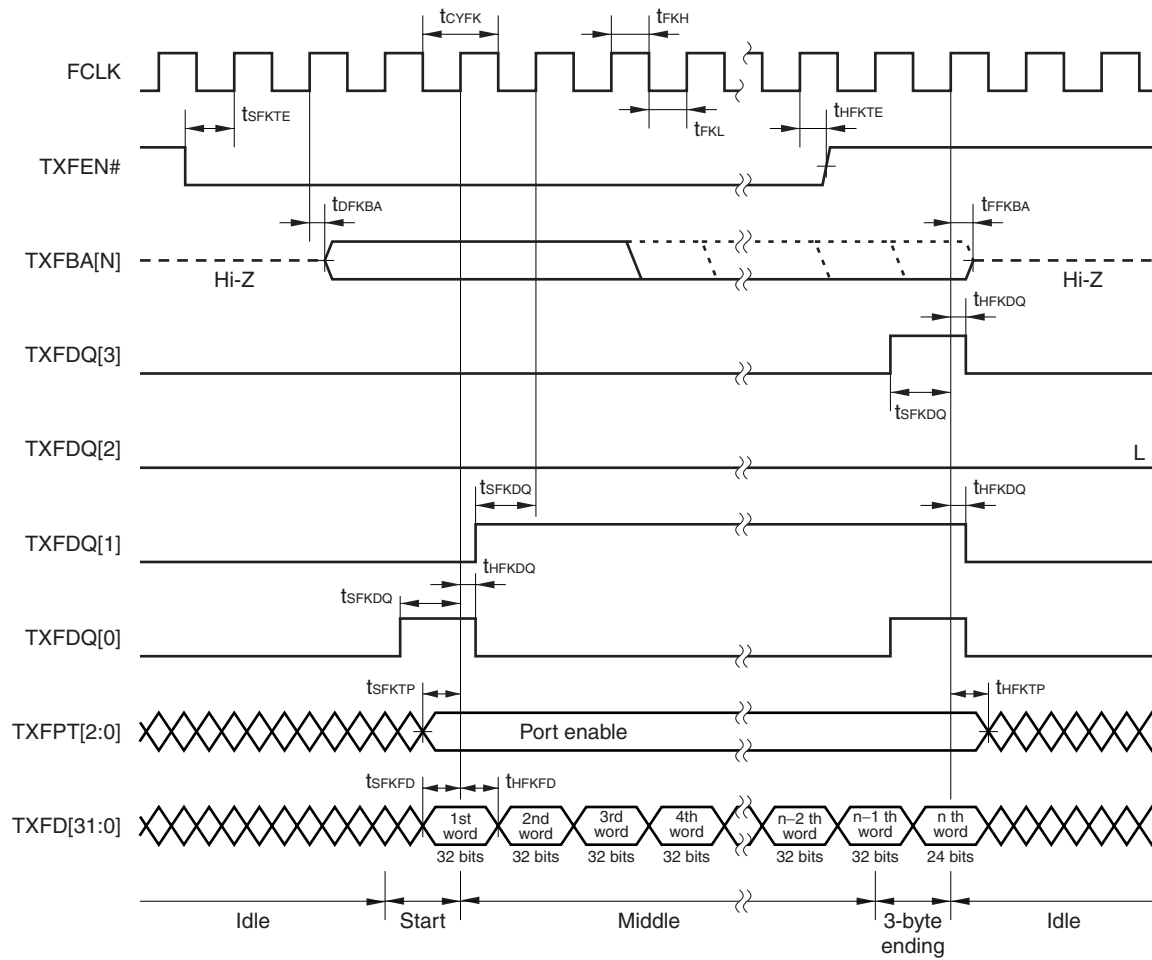 tCYFK
tFKH
FCLK
tSFKTE
tFKL
tHFKTE
TXFEN#
tDFKBA
tFFKBA
TXFBA[N]
Hi-Z
Hi-Z
tHFKDQ
TXFDQ[3]
tSFKDQ
TXFDQ[2]
L
tSFKDQ
tHFKDQ
TXFDQ[1]
tHFKDQ
tSFKDQ
TXFDQ[0]
tSFKTP
tHFKTP
TXFPT[2:0]
Port enable
tSFKFD
tHFKFD
TXFD[31:0]
1st word
2nd word
3rd word
4th word
n–2 th word
n–1 th word
n th word
32 bits
32 bits
32 bits
32 bits
32 bits
32 bits
24 bits
Idle
Start
Middle
3-byte ending
Idle